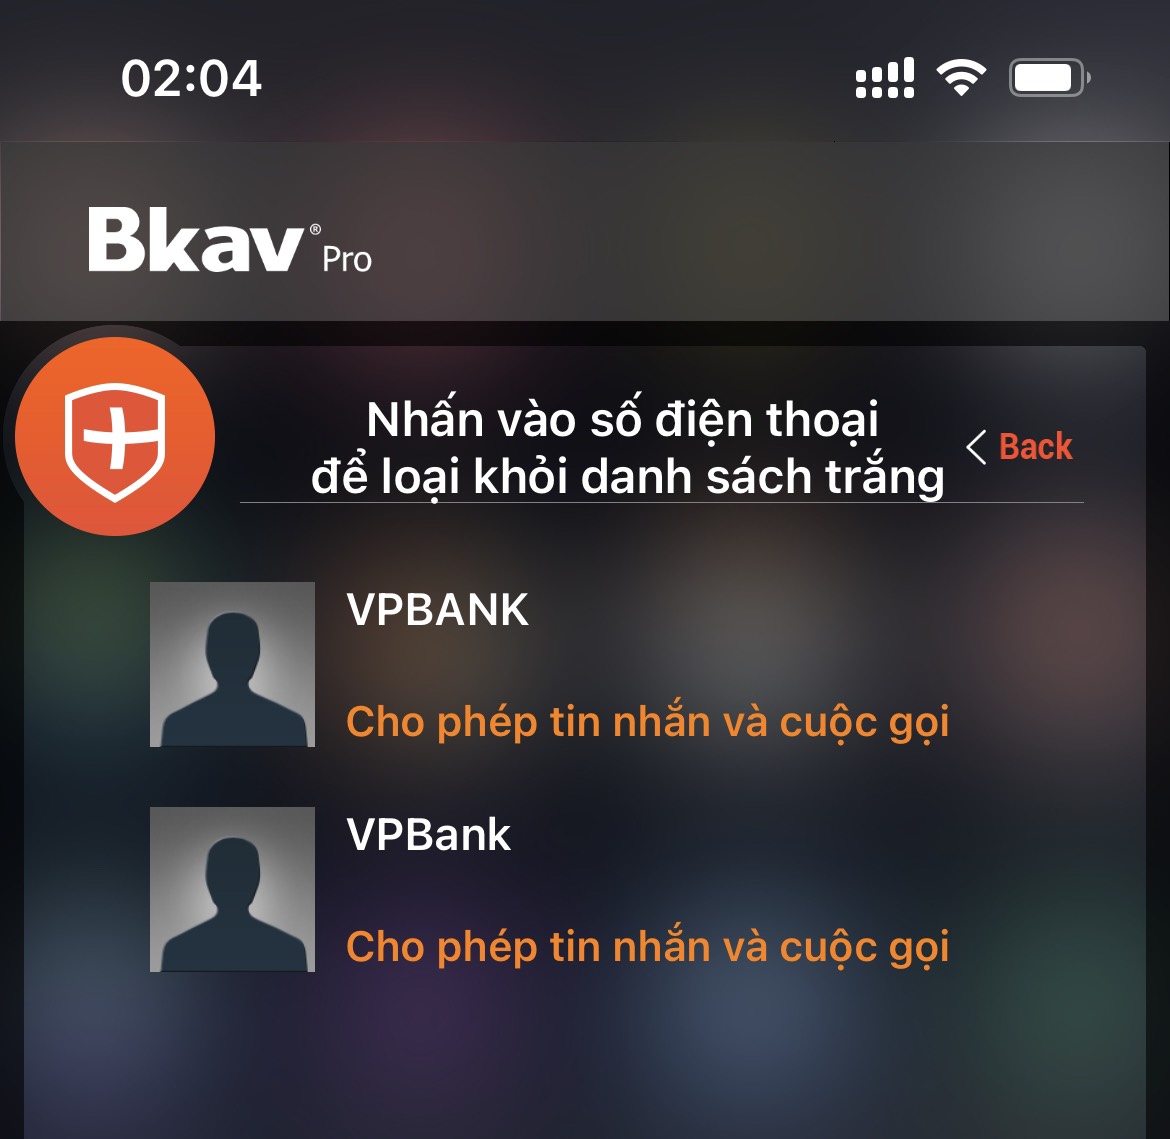 02:04
Bkav® Pro
Nhấn vào số điện thoại
để loại khỏi danh sách trắng
Back
VPBANK
Cho phép tin nhắn và cuộc gọi
VPBank
Cho phép tin nhắn và cuộc gọi